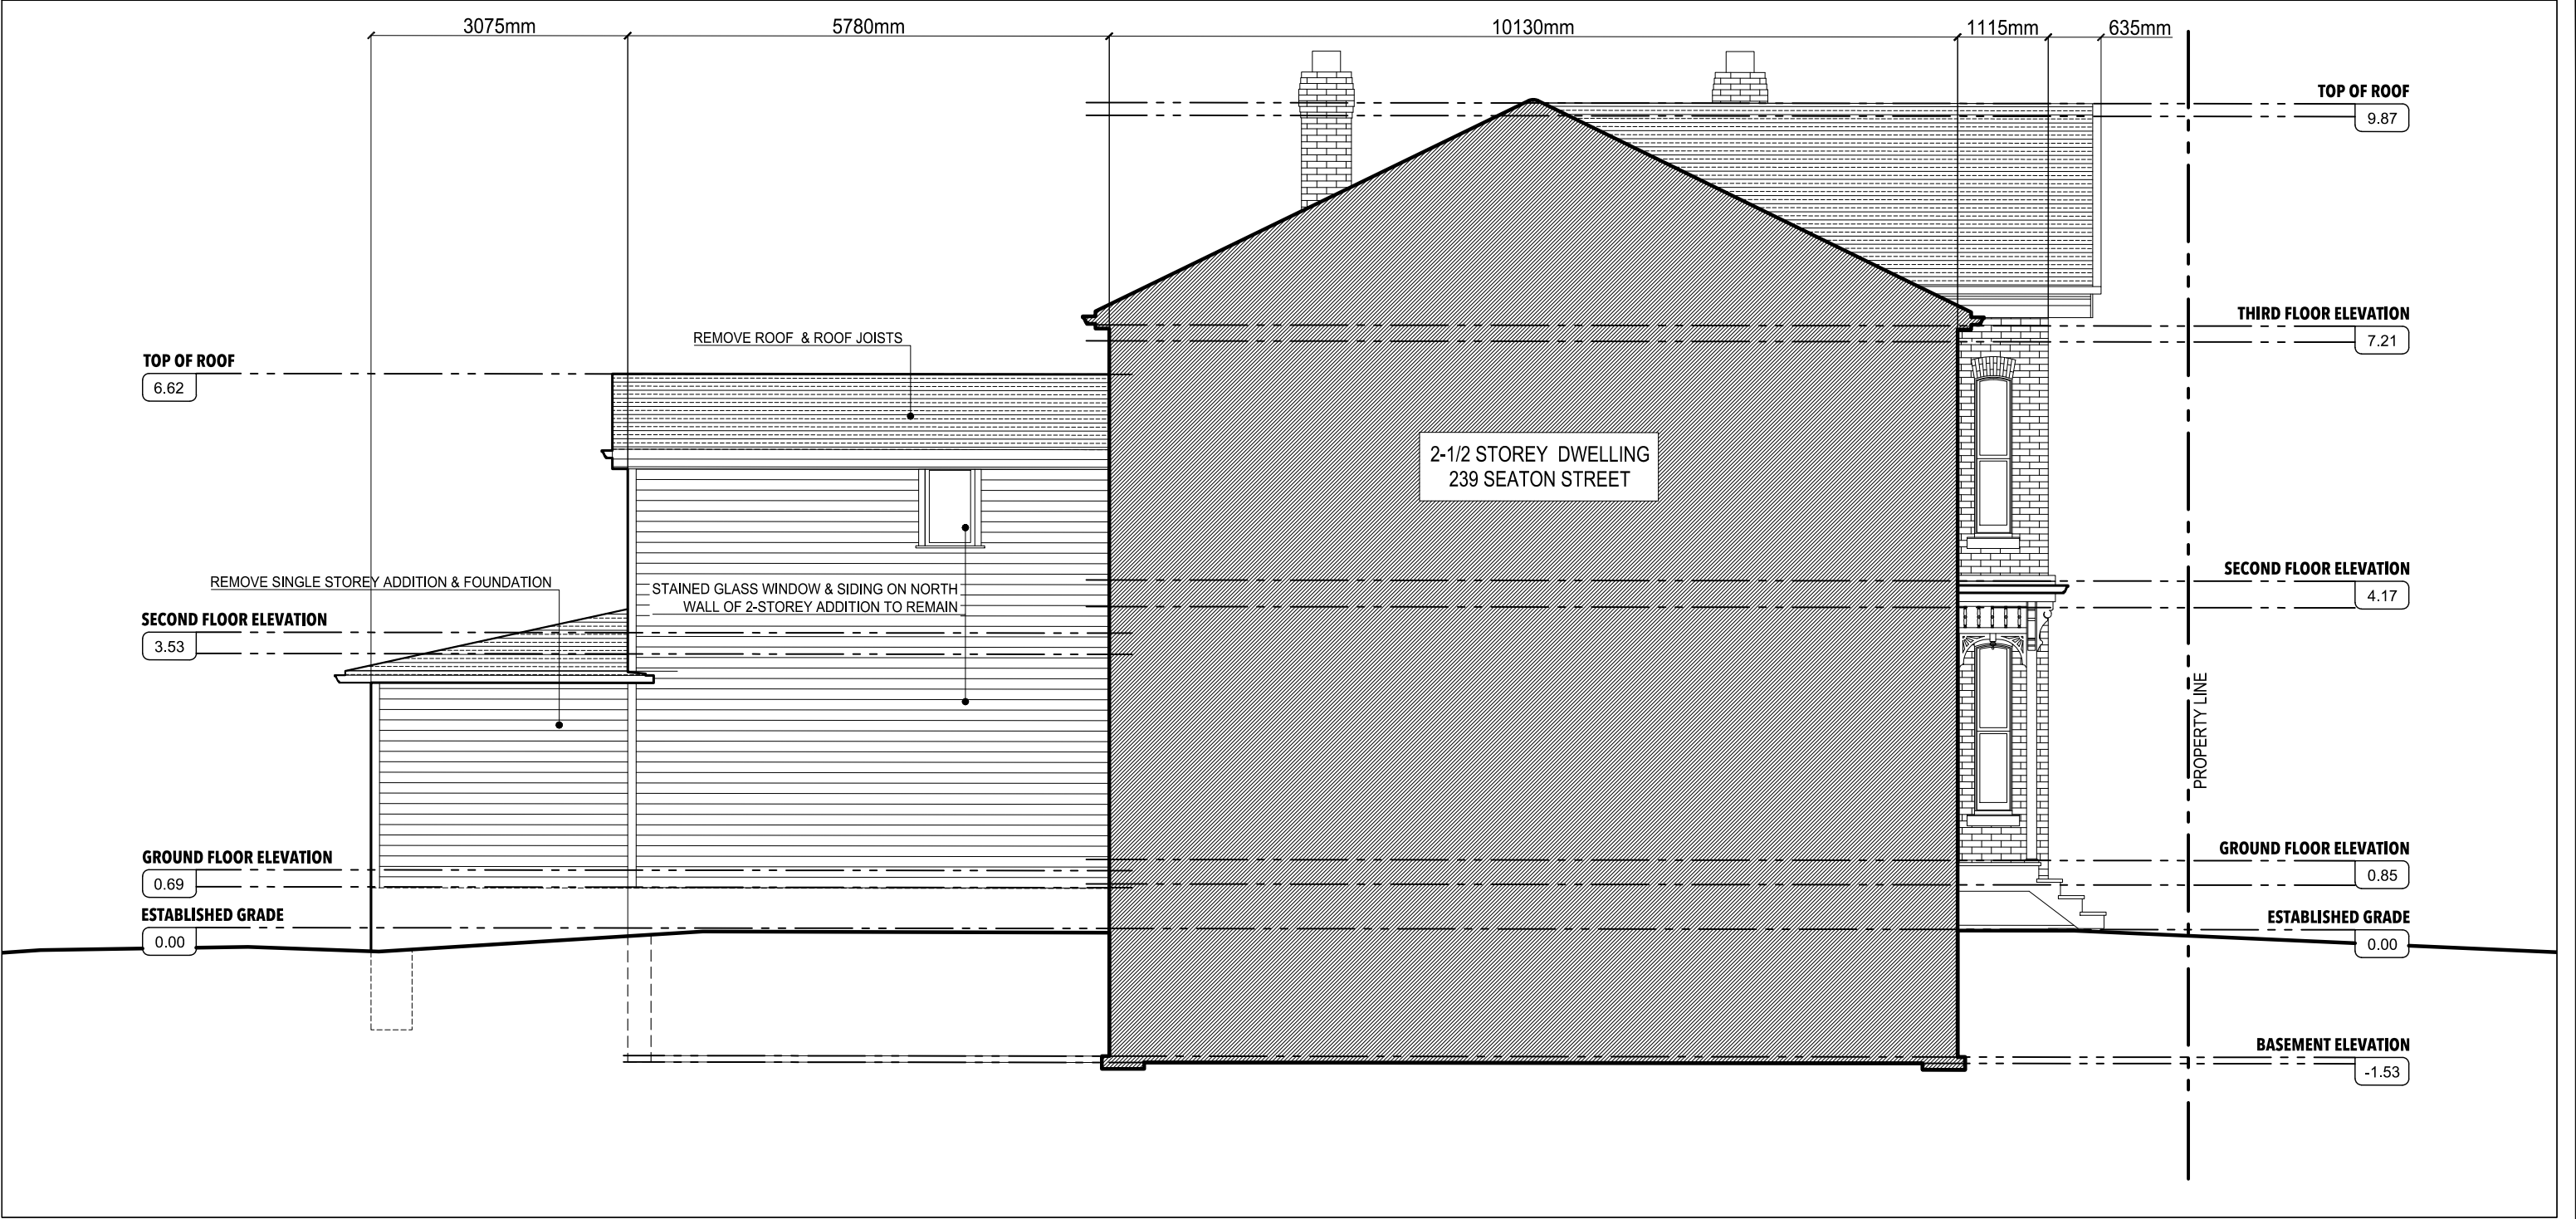 3075mm
5780mm
10130mm
1115mm
635mm
TOP OF ROOF
9.87
THIRD FLOOR ELEVATION
7.21
REMOVE ROOF & ROOF JOISTS
TOP OF ROOF
6.62
2-1/2 STOREY DWELLING
239 SEATON STREET
SECOND FLOOR ELEVATION
4.17
REMOVE SINGLE STOREY ADDITION & FOUNDATION
STAINED GLASS WINDOW & SIDING ON NORTH
WALL OF 2-STOREY ADDITION TO REMAIN
SECOND FLOOR ELEVATION
3.53
PROPERTY LINE
GROUND FLOOR ELEVATION
0.69
GROUND FLOOR ELEVATION
0.85
ESTABLISHED GRADE
0.00
ESTABLISHED GRADE
0.00
BASEMENT ELEVATION
-1.53